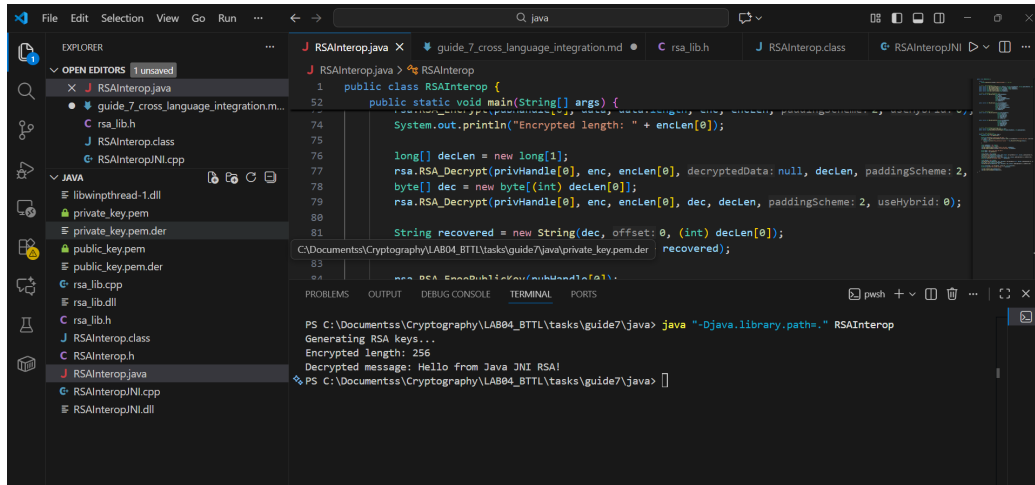 File Edit Selection View Go Run ... java
EXPLORER ...
OPEN EDITORS 1 unsaved
RSAInterop.java
guide_7_cross_language_integration.m...
rsa_lib.h
RSAInterop.class
RSAInteropJNI.cpp
JAVA
libwinpthread-1.dll
private_key.pem
private_key.pem.der
public_key.pem
public_key.pem.der
rsa_lib.cpp
rsa_lib.dll
rsa_lib.h
RSAInterop.class
RSAInterop.h
RSAInterop.java
RSAInteropJNI.cpp
RSAInteropJNI.dll
RSAInterop.java guide_7_cross_language_integration.md rsa_lib.h RSAInterop.class RSAInteropJNI
RSAInterop.java > RSAInterop
1 public class RSAInterop {
52 public static void main(String[] args) {
74 System.out.println("Encrypted length: " + encLen[0]);
75
76 long[] decLen = new long[1];
77 rsa.RSA_Decrypt(privHandle[0], enc, encLen[0], decryptedData: null, decLen, paddingScheme: 2,
78 byte[] dec = new byte[(int) decLen[0]];
79 rsa.RSA_Decrypt(privHandle[0], enc, encLen[0], dec, decLen, paddingScheme: 2, useHybrid: 0);
80
81 String recovered = new String(dec, offset: 0, (int) decLen[0]);
C:\Documentss\Cryptography\LAB04_BTTL\tasks\guide7\java\private_key.pem.der recovered);
83
84 rsa.RSA_FreePublicKey(pubHandle[0]);
PROBLEMS OUTPUT DEBUG CONSOLE TERMINAL PORTS pwsh
PS C:\Documentss\Cryptography\LAB04_BTTL\tasks\guide7\java> java "-Djava.library.path=." RSAInterop
Generating RSA keys...
Encrypted length: 256
Decrypted message: Hello from Java JNI RSA!
PS C:\Documentss\Cryptography\LAB04_BTTL\tasks\guide7\java>